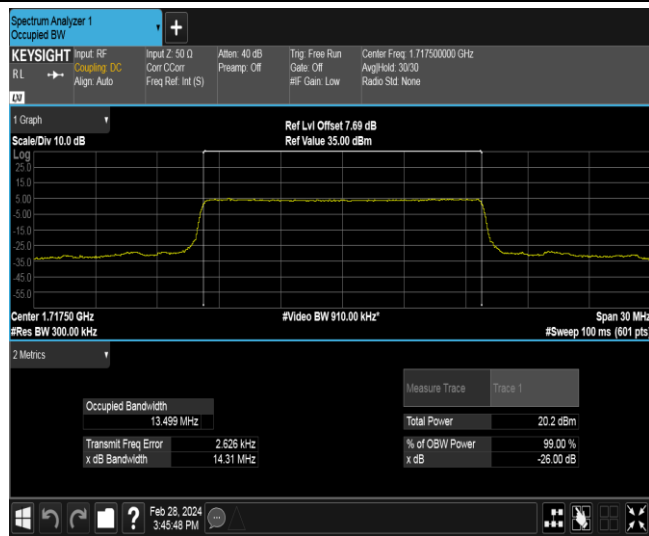 Spectrum Analyzer 1
Occupied BW
+
KEYSIGHT
RL
LXI
Input: RF
Coupling: DC
Align: Auto
Input Z: 50 Ω
Corr CCorr
Freq Ref: Int (S)
Atten: 40 dB
Preamp: Off
Trig: Free Run
Gate: Off
#IF Gain: Low
Center Freq: 1.717500000 GHz
Avg|Hold: 30/30
Radio Std: None
1 Graph
Scale/Div 10.0 dB
Ref Lvl Offset 7.69 dB
Ref Value 35.00 dBm
Log
25.0
15.0
5.00
-5.00
-15.0
-25.0
-35.0
-45.0
-55.0
Center 1.71750 GHz
#Res BW 300.00 kHz
#Video BW 910.00 kHz*
Span 30 MHz
#Sweep 100 ms (601 pts)
2 Metrics
Measure Trace Trace 1
Occupied Bandwidth
13.499 MHz
Total Power 20.2 dBm
Transmit Freq Error 2.626 kHz
% of OBW Power 99.00 %
x dB Bandwidth 14.31 MHz
x dB -26.00 dB
?
Feb 28, 2024
3:45:48 PM